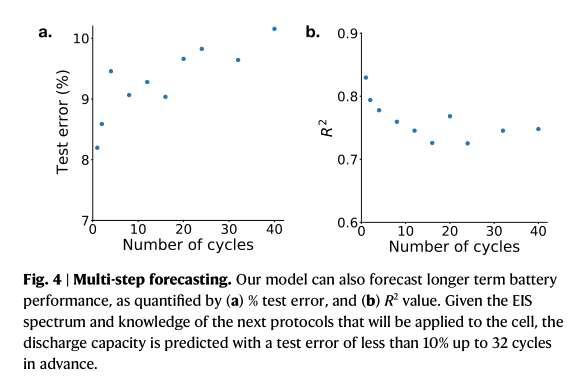 a.
10
9
8
7
Test error (%)
0 10 20 30 40
Number of cycles
b.
0.9
0.8
0.7
0.6
R²
0 10 20 30 40
Number of cycles
Fig. 4 | Multi-step forecasting. Our model can also forecast longer term battery
performance, as quantified by (a) % test error, and (b) R² value. Given the EIS
spectrum and knowledge of the next protocols that will be applied to the cell, the
discharge capacity is predicted with a test error of less than 10% up to 32 cycles
in advance.